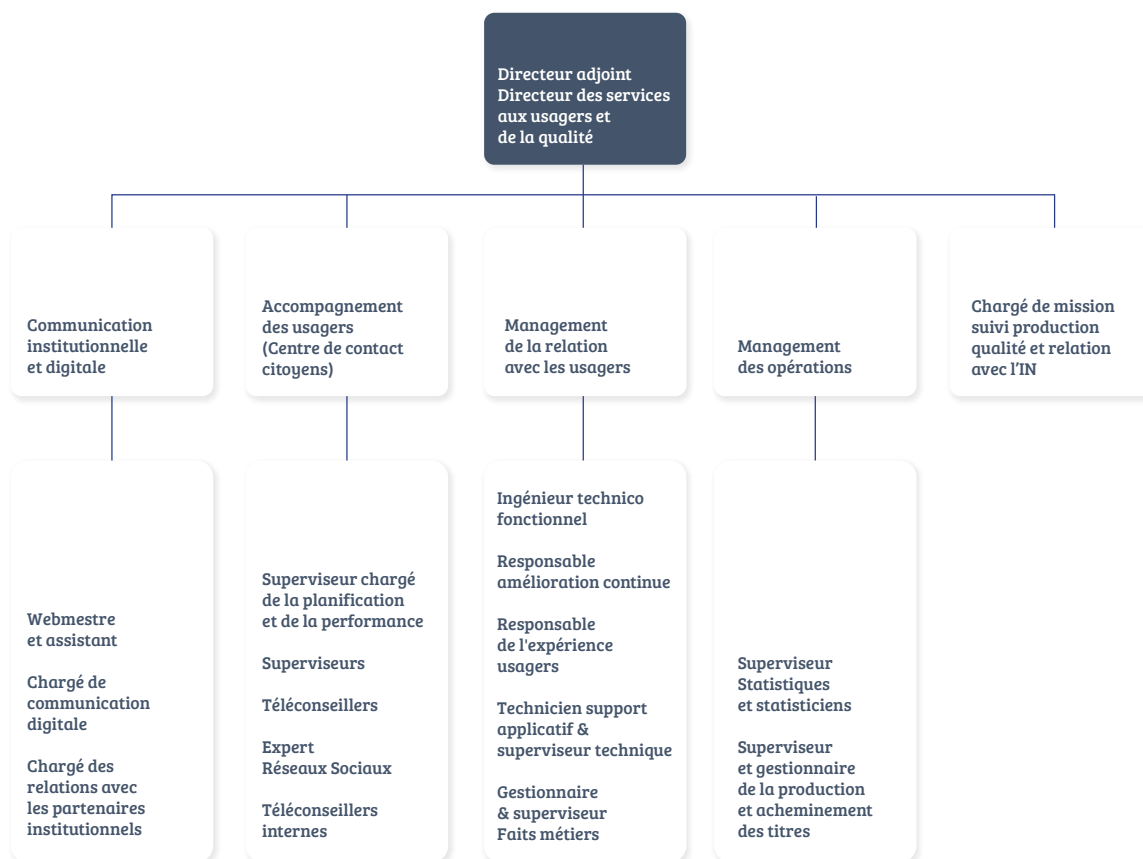 Directeur adjoint
Directeur des services
aux usagers et
de la qualité
Communication
institutionnelle
et digitale
Accompagnement
des usagers
(Centre de contact
citoyens)
Management
de la relation
avec les usagers
Management
des opérations
Chargé de mission
suivi production
qualité et relation
avec l'IN
Webmestre
et assistant
Chargé de
communication
digitale
Chargé des
relations avec
les partenaires
institutionnels
Superviseur chargé
de la planification
et de la performance
Superviseurs
Téléconseillers
Expert
Réseaux Sociaux
Téléconseillers
internes
Ingénieur technico
fonctionnel
Responsable
amélioration continue
Responsable
de l'expérience
usagers
Technicien support
applicatif &
superviseur technique
Gestionnaire
& superviseur
Faits métiers
Superviseur
Statistiques
et statisticiens
Superviseur
et gestionnaire
de la production
et acheminement
des titres